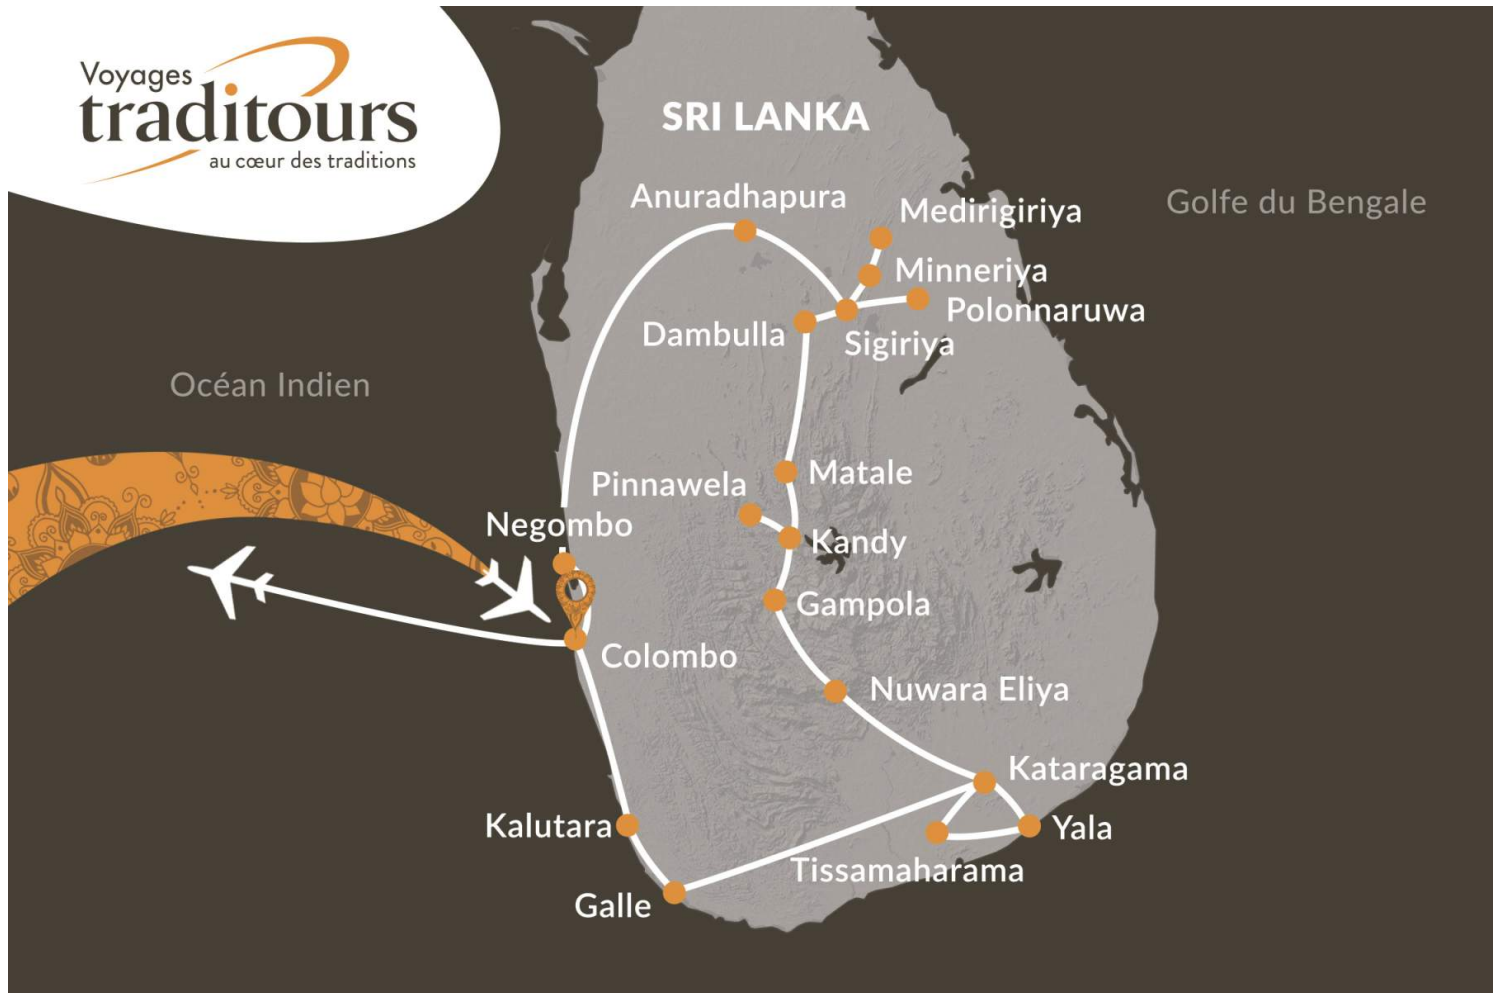 Voyages
traditours
au cœur des traditions
SRI LANKA
Anuradhapura
Medirigiriya
Golfe du Bengale
Minneriya
Polonnaruwa
Dambulla
Sigiriya
Océan Indien
Matale
Pinnawela
Negombo
Kandy
Gampola
Colombo
Nuwara Eliya
Kataragama
Kalutara
Yala
Tissamaharama
Galle